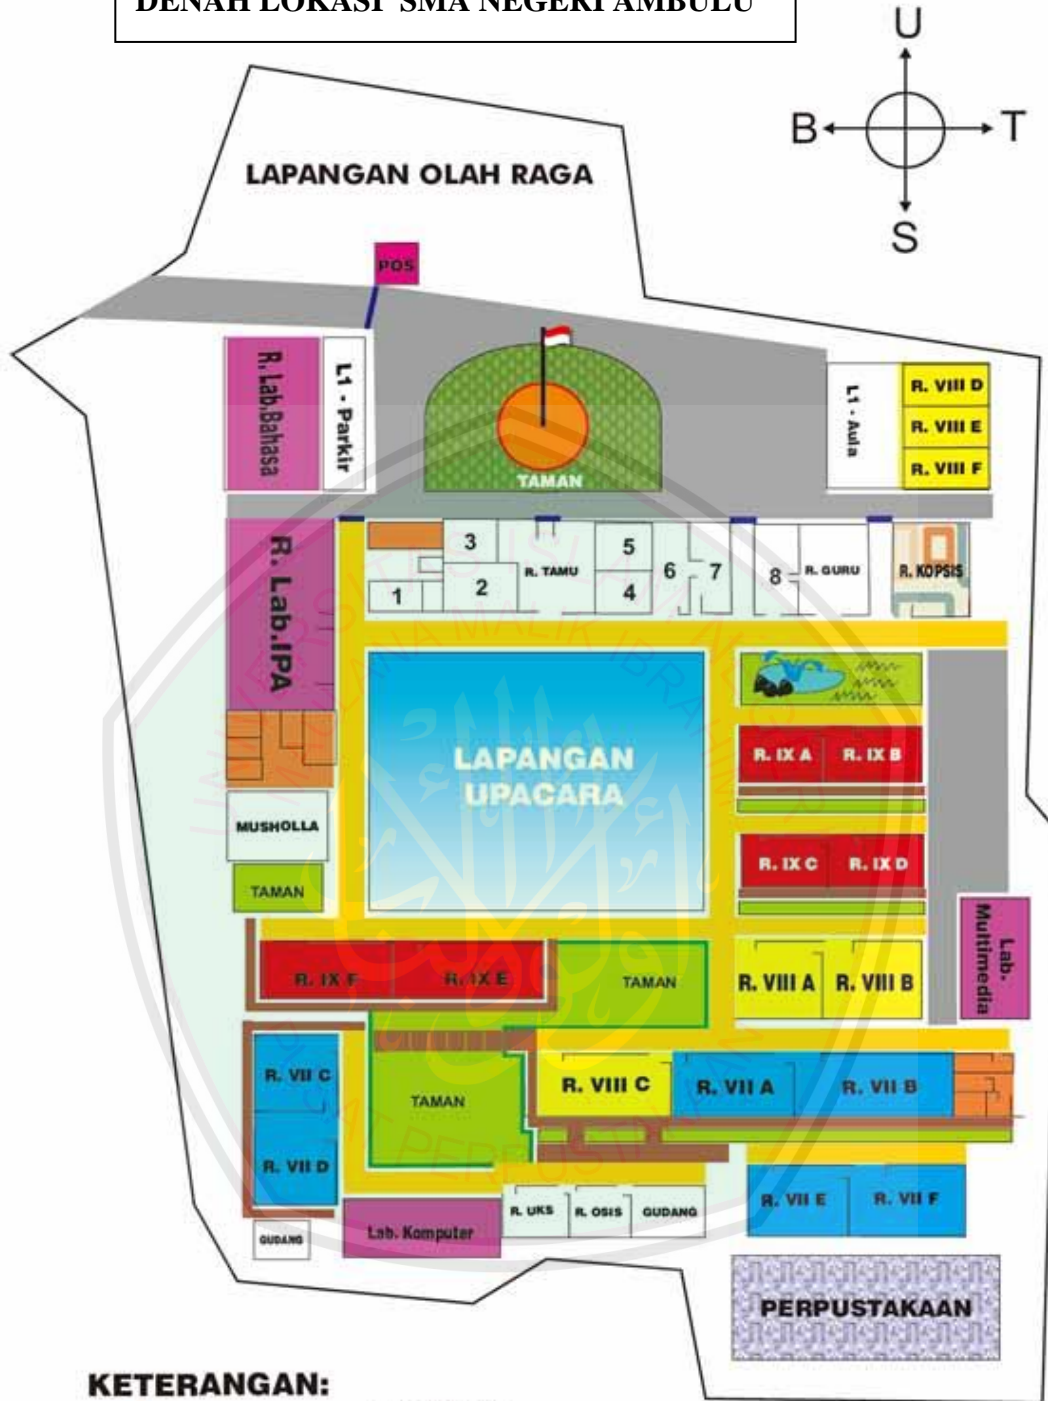 DENAH LOKASI SMA NEGERI AMBULU
U
B T
S
LAPANGAN OLAH RAGA
POS
R. Lab.Bahasa
L1 - Parkir
TAMAN
L1 - Aula
R. VIII D
R. VIII E
R. VIII F
R. Lab.IPA
3
1
2
R. TAMU
5
4
6
7
8
R. GURU
R. KOPSIS
LAPANGAN
UPACARA
R. IX A
R. IX B
MUSHOLLA
TAMAN
R. IX C
R. IX D
Lab.
Multimedia
R. IX F
R. IX E
TAMAN
R. VIII A
R. VIII B
R. VII C
R. VII D
TAMAN
R. VIII C
R. VII A
R. VII B
R. VII E
R. VII F
GUDANG
Lab. Komputer
R. UKS
R. OSIS
GUDANG
PERPUSTAKAAN
KETERANGAN: